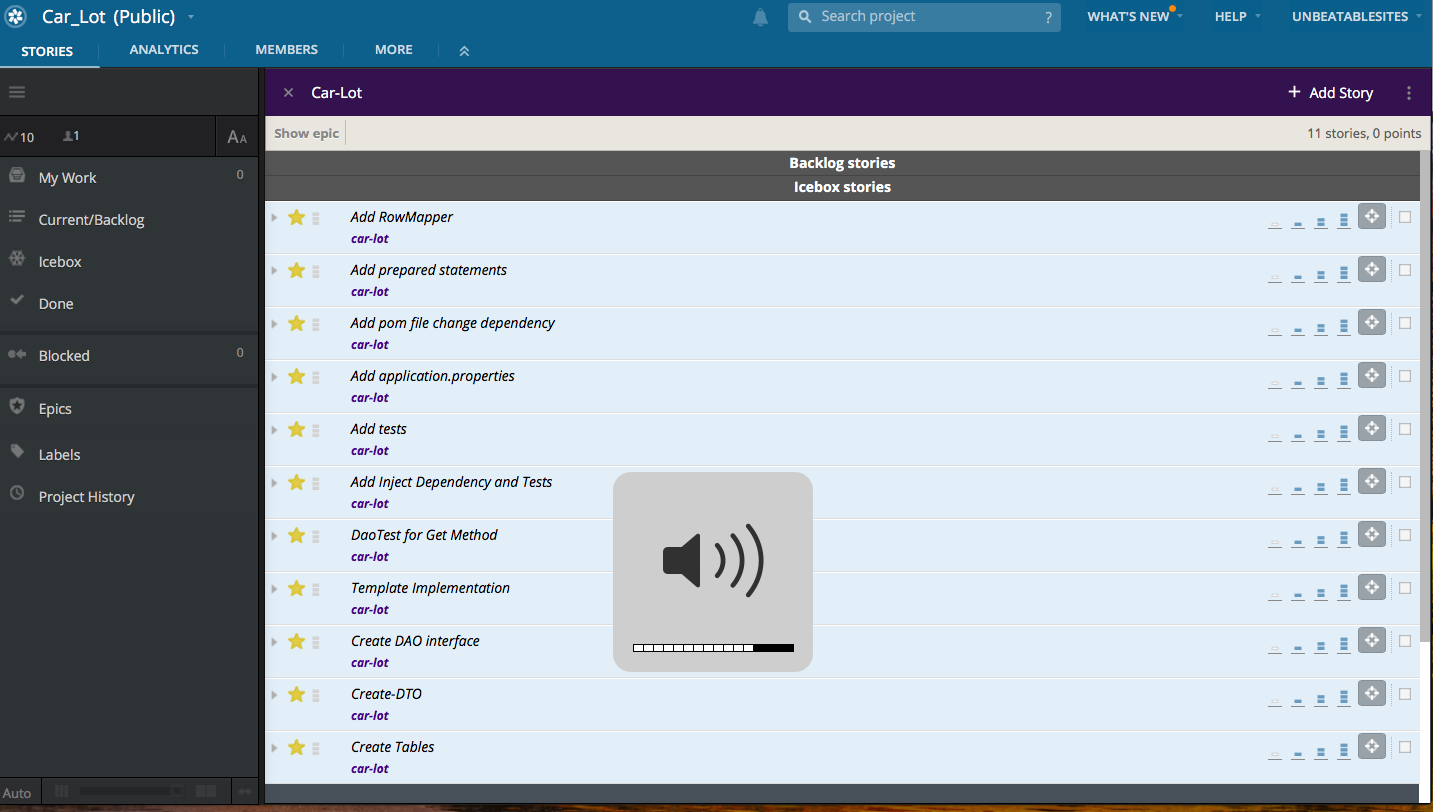 Car_Lot (Public)
Search project
?
WHAT'S NEW
HELP
UNBEATABLESITES
STORIES
ANALYTICS
MEMBERS
MORE
Car-Lot
+ Add Story
10
1
AA
Show epic
11 stories, 0 points
My Work
0
Current/Backlog
Icebox
Done
Blocked
0
Epics
Labels
Project History
Auto
Backlog stories
Icebox stories
Add RowMapper
car-lot
Add prepared statements
car-lot
Add pom file change dependency
car-lot
Add application.properties
car-lot
Add tests
car-lot
Add Inject Dependency and Tests
car-lot
DaoTest for Get Method
car-lot
Template Implementation
car-lot
Create DAO interface
car-lot
Create-DTO
car-lot
Create Tables
car-lot